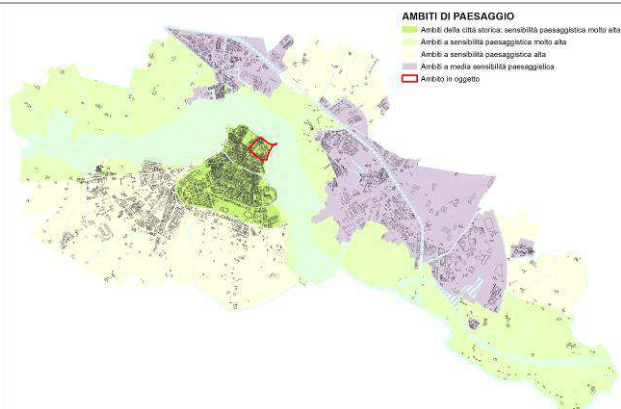 AMBITI DI PAESAGGIO
Ambiti della città storica: sensibilità paesaggistica molto alta
Ambiti a sensibilità paesaggistica molto alta
Ambiti a sensibilità paesaggistica alta
Ambiti a media sensibilità paesaggistica
Ambito in oggetto